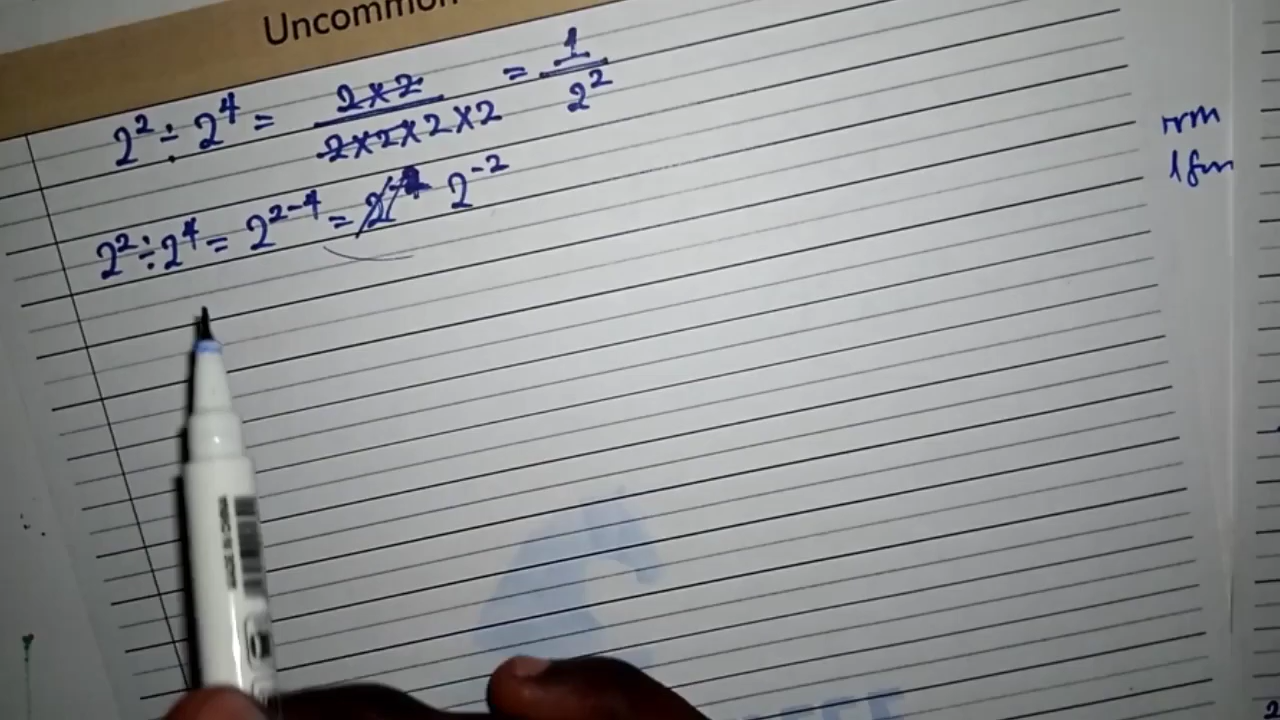 Uncommon
2² ÷ 2⁴ = 2×2 / 2×2×2×2 = 1 / 2²
2² ÷ 2⁴ = 2²⁻⁴ = 2⁻²